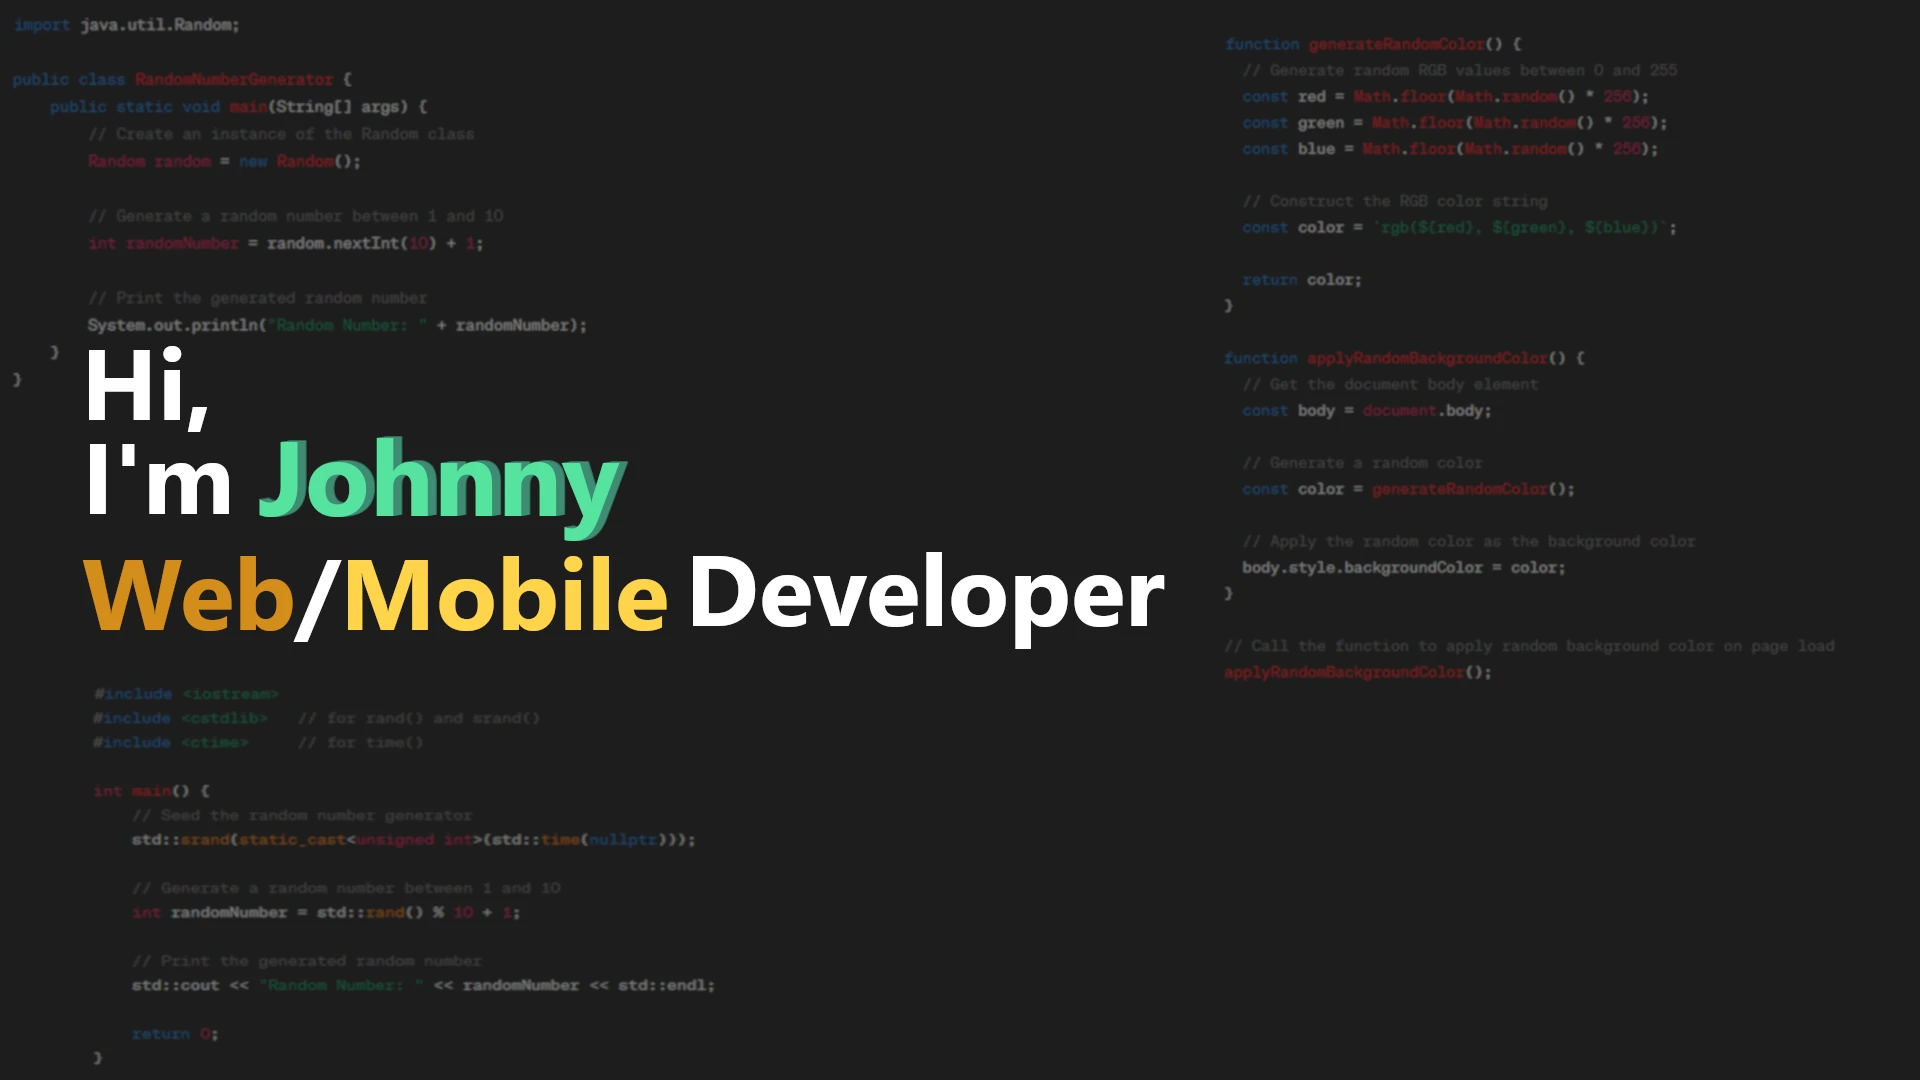 import java.util.Random;
public class RandomNumberGenerator {
public static void main(String[] args) {
// Create an instance of the Random class
Random random = new Random();
// Generate a random number between 1 and 10
int randomNumber = random.nextInt(10) + 1;
// Print the generated random number
System.out.println("Random Number: " + randomNumber);
}
}
Hi,
I'm Johnny
Web/Mobile Developer
#include <iostream>
#include <cstdlib> // for rand() and srand()
#include <ctime> // for time()
int main() {
// Seed the random number generator
std::srand(static_cast<unsigned int>(std::time(nullptr)));
// Generate a random number between 1 and 10
int randomNumber = std::rand() % 10 + 1;
// Print the generated random number
std::cout << "Random Number: " << randomNumber << std::endl;
return 0;
}
function generateRandomColor() {
// Generate random RGB values between 0 and 255
const red = Math.floor(Math.random() * 256);
const green = Math.floor(Math.random() * 256);
const blue = Math.floor(Math.random() * 256);
// Construct the RGB color string
const color = `rgb(${red}, ${green}, ${blue})`;
return color;
}
function applyRandomBackgroundColor() {
// Get the document body element
const body = document.body;
// Generate a random color
const color = generateRandomColor();
// Apply the random color as the background color
body.style.backgroundColor = color;
}
// Call the function to apply random background color on page load
applyRandomBackgroundColor();